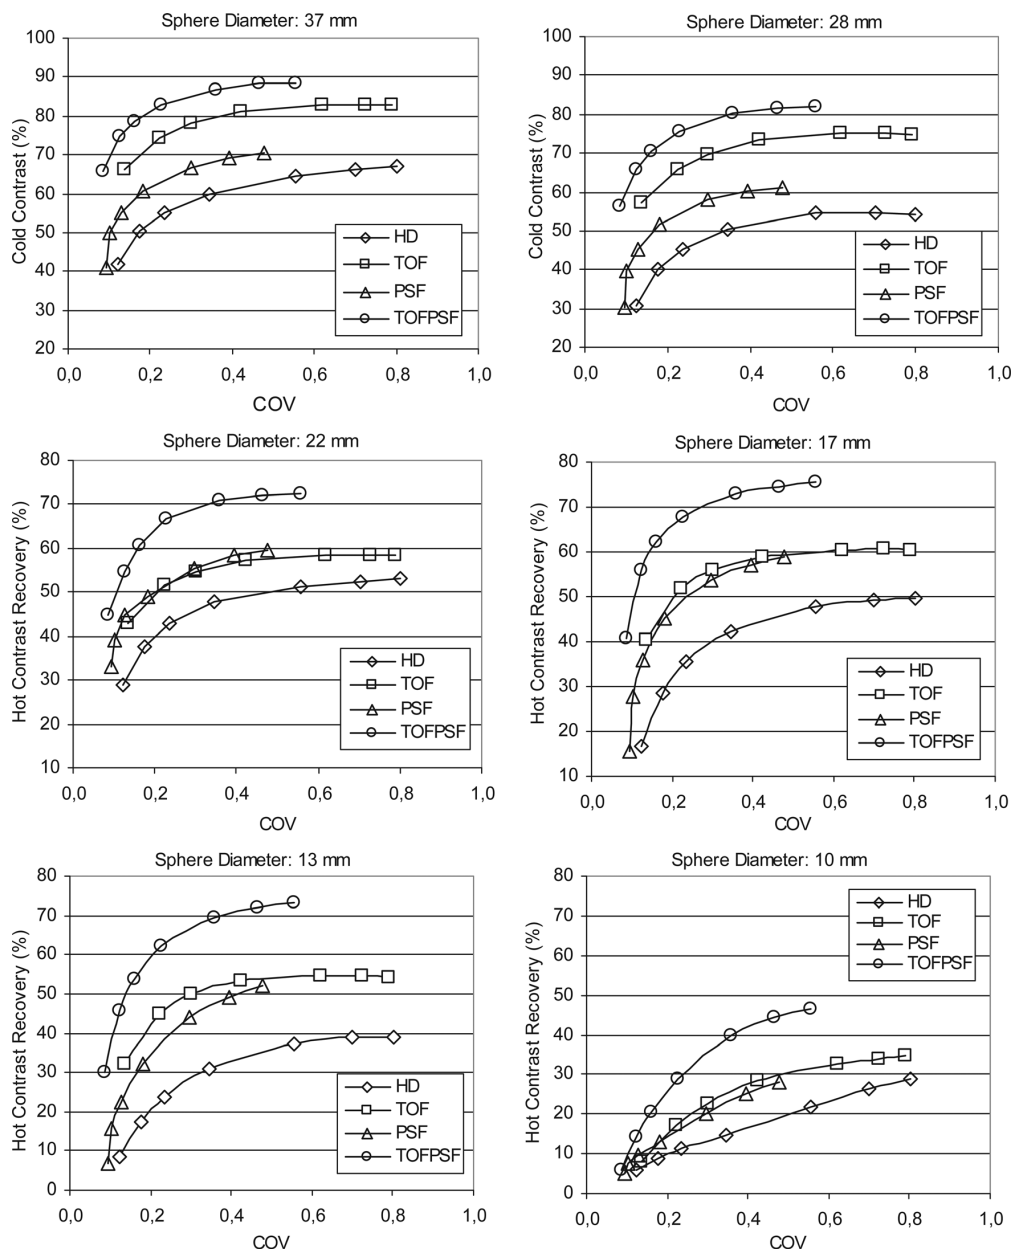 Sphere Diameter: 37 mm
Cold Contrast (%)
100
90
80
70
60
50
40
30
20
0,0 0,2 0,4 0,6 0,8 1,0
COV
HD
TOF
PSF
TOFPSF
Sphere Diameter: 28 mm
Cold Contrast (%)
100
90
80
70
60
50
40
30
20
0,0 0,2 0,4 0,6 0,8 1,0
COV
HD
TOF
PSF
TOFPSF
Sphere Diameter: 22 mm
Hot Contrast Recovery (%)
80
70
60
50
40
30
20
10
0,0 0,2 0,4 0,6 0,8 1,0
COV
HD
TOF
PSF
TOFPSF
Sphere Diameter: 17 mm
Hot Contrast Recovery (%)
80
70
60
50
40
30
20
10
0,0 0,2 0,4 0,6 0,8 1,0
COV
HD
TOF
PSF
TOFPSF
Sphere Diameter: 13 mm
Hot Contrast Recovery (%)
80
70
60
50
40
30
20
10
0
0,0 0,2 0,4 0,6 0,8 1,0
COV
HD
TOF
PSF
TOFPSF
Sphere Diameter: 10 mm
Hot Contrast Recovery (%)
80
70
60
50
40
30
20
10
0
0,0 0,2 0,4 0,6 0,8 1,0
COV
HD
TOF
PSF
TOFPSF